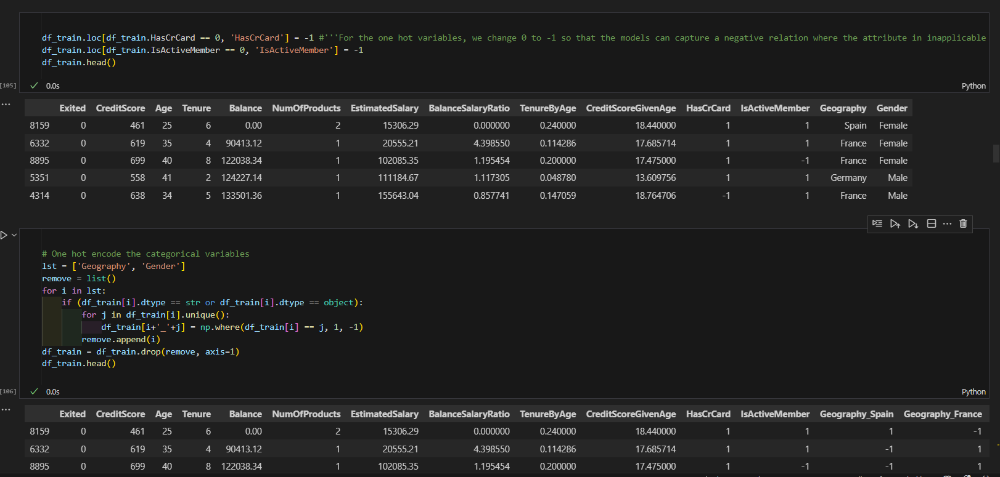 df_train.loc[df_train.HasCrCard == 0, 'HasCrCard'] = -1 #'''For the one hot variables, we change 0 to -1 so that the models can capture a negative relation where the attribute in inapplicable
df_train.loc[df_train.IsActiveMember == 0, 'IsActiveMember'] = -1
df_train.head()
[105] 0.0s Python
Exited CreditScore Age Tenure Balance NumOfProducts EstimatedSalary BalanceSalaryRatio TenureByAge CreditScoreGivenAge HasCrCard IsActiveMember Geography Gender
8159 0 461 25 6 0.00 2 15306.29 0.000000 0.240000 18.440000 1 1 Spain Female
6332 0 619 35 4 90413.12 1 20555.21 4.398550 0.114286 17.685714 1 1 France Female
8895 0 699 40 8 122038.34 1 102085.35 1.195454 0.200000 17.475000 1 -1 France Female
5351 0 558 41 2 124227.14 1 111184.67 1.117305 0.048780 13.609756 1 1 Germany Male
4314 0 638 34 5 133501.36 1 155643.04 0.857741 0.147059 18.764706 -1 1 France Male
# One hot encode the categorical variables
lst = ['Geography', 'Gender']
remove = list()
for i in lst:
    if (df_train[i].dtype == str or df_train[i].dtype == object):
        for j in df_train[i].unique():
            df_train[i+'_'+j] = np.where(df_train[i] == j, 1, -1)
        remove.append(i)
df_train = df_train.drop(remove, axis=1)
df_train.head()
[106] 0.0s Python
Exited CreditScore Age Tenure Balance NumOfProducts EstimatedSalary BalanceSalaryRatio TenureByAge CreditScoreGivenAge HasCrCard IsActiveMember Geography_Spain Geography_France
8159 0 461 25 6 0.00 2 15306.29 0.000000 0.240000 18.440000 1 1 1 -1
6332 0 619 35 4 90413.12 1 20555.21 4.398550 0.114286 17.685714 1 1 -1 1
8895 0 699 40 8 122038.34 1 102085.35 1.195454 0.200000 17.475000 1 -1 -1 1